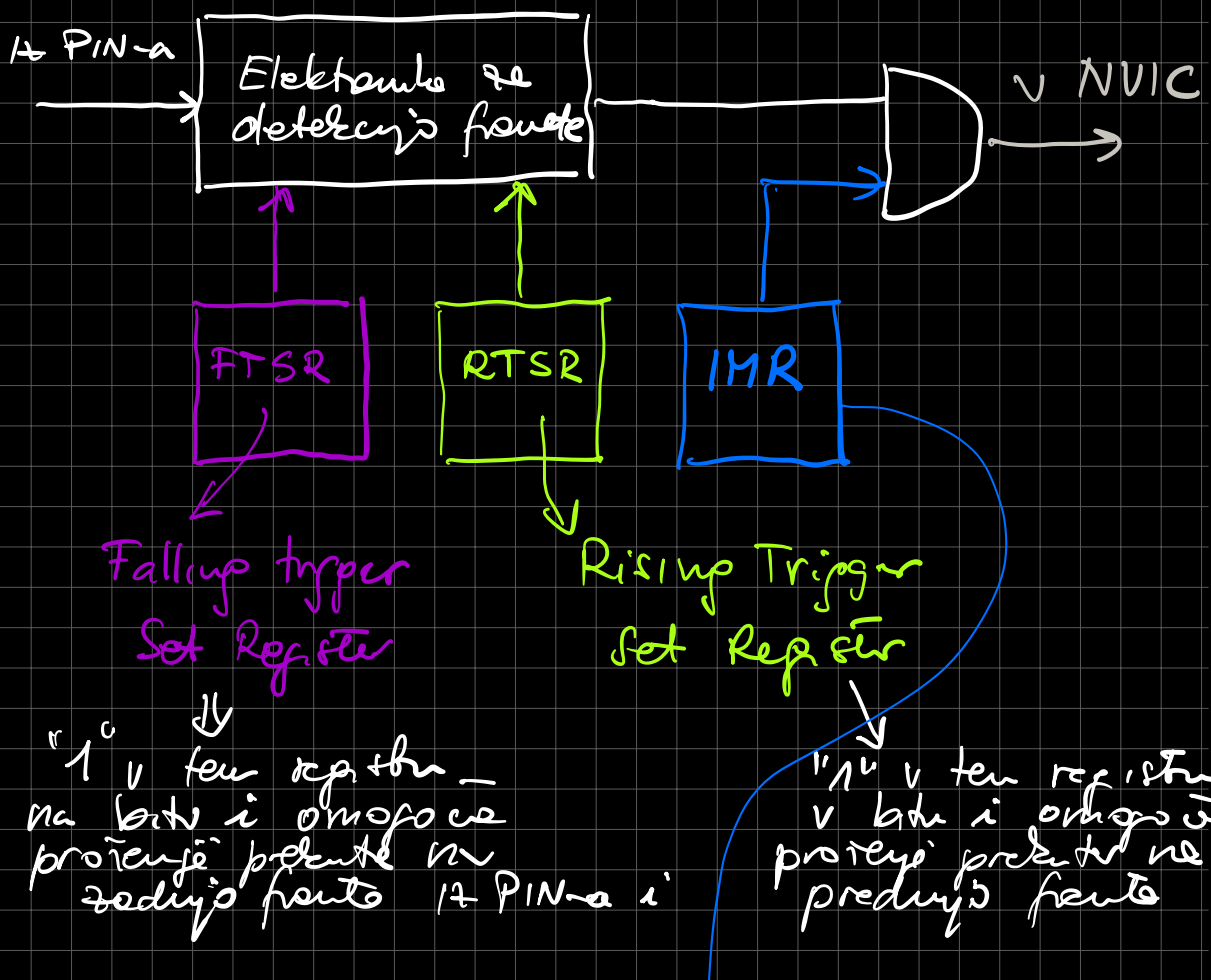 Iz PIN-a
Elektronika za
detekcijo fronte
V NVIC
FTSR
RTSR
IMR
Falling trigger
Set Register
Rising Trigger
Set Register
"1" v tem registru
na bitu i omogoča
proženje prekinitve na
zadnjo fronto iz PIN-a i
"1" v tem registru
v bitu i omogoča
proženje prekinitve na
prednjo fronto